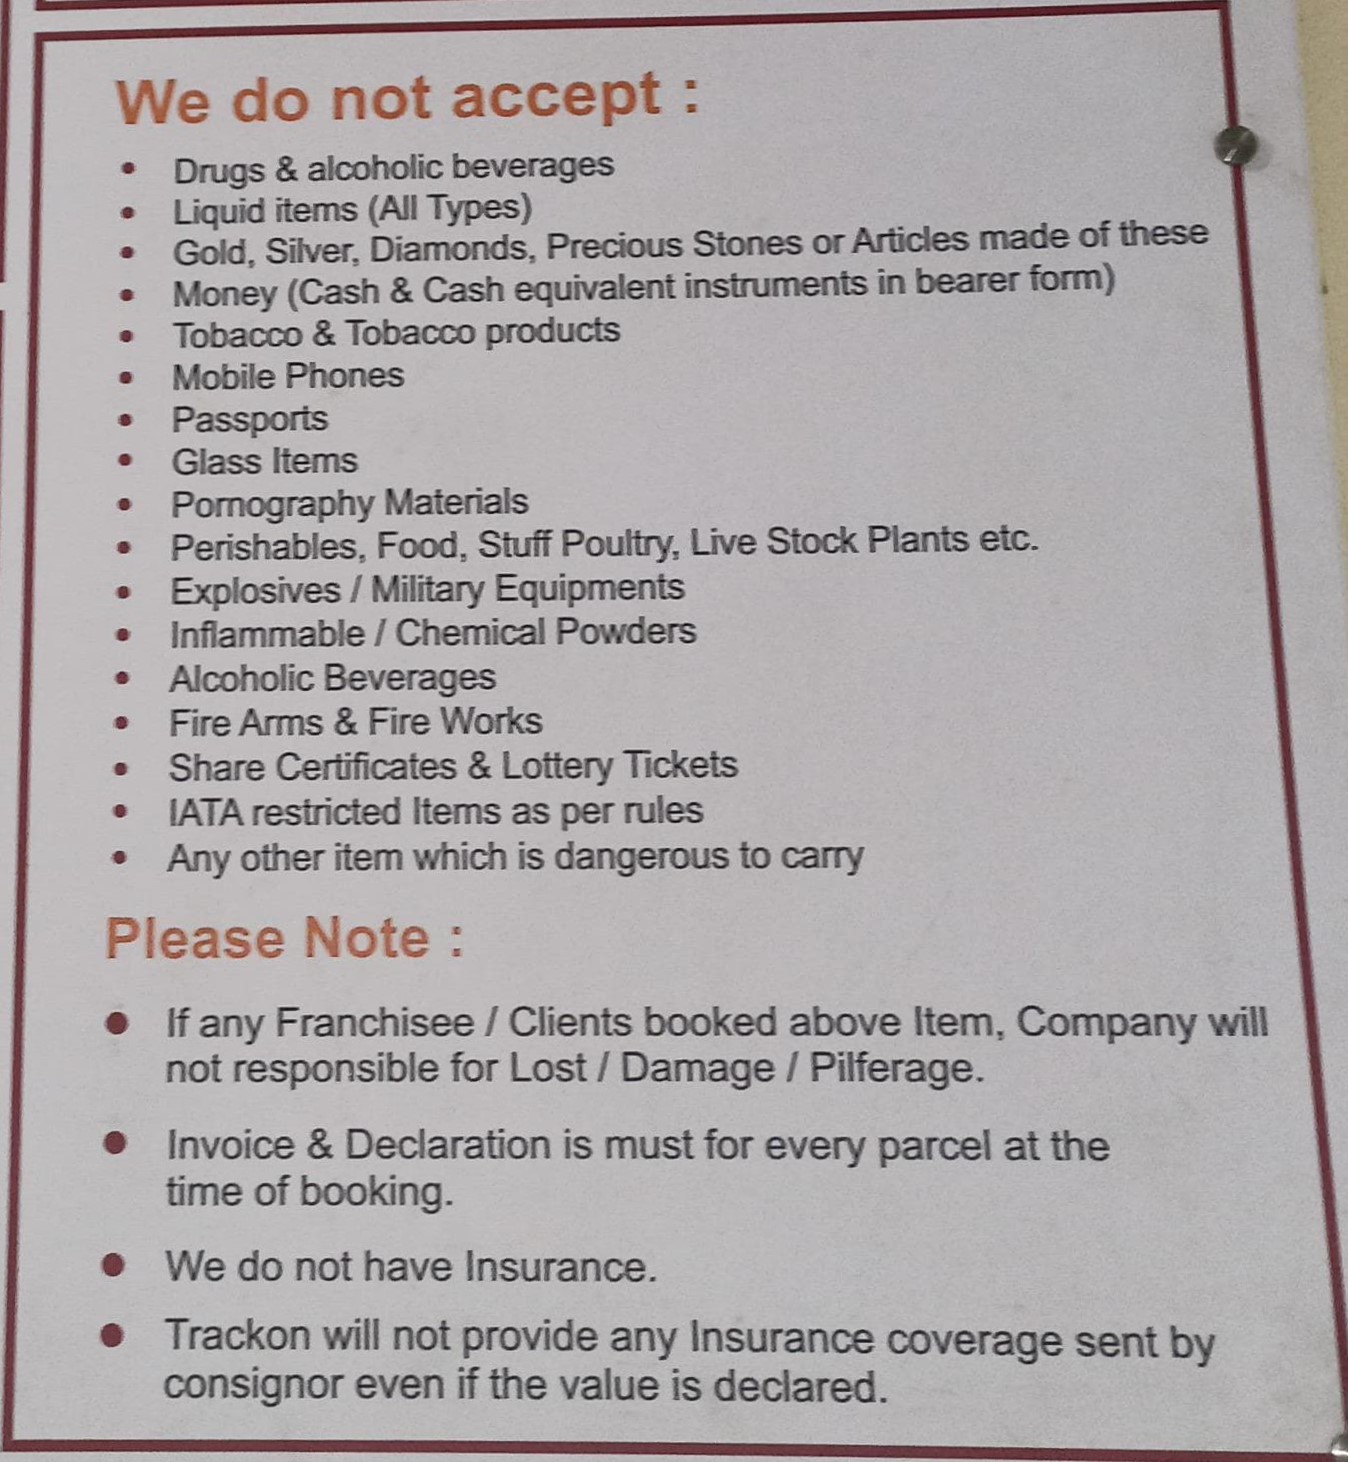 We do not accept :
• Drugs & alcoholic beverages
• Liquid items (All Types)
• Gold, Silver, Diamonds, Precious Stones or Articles made of these
• Money (Cash & Cash equivalent instruments in bearer form)
• Tobacco & Tobacco products
• Mobile Phones
• Passports
• Glass Items
• Pornography Materials
• Perishables, Food, Stuff Poultry, Live Stock Plants etc.
• Explosives / Military Equipments
• Inflammable / Chemical Powders
• Alcoholic Beverages
• Fire Arms & Fire Works
• Share Certificates & Lottery Tickets
• IATA restricted Items as per rules
• Any other item which is dangerous to carry
Please Note :
• If any Franchisee / Clients booked above Item, Company will
not responsible for Lost / Damage / Pilferage.
• Invoice & Declaration is must for every parcel at the
time of booking.
• We do not have Insurance.
• Trackon will not provide any Insurance coverage sent by
consignor even if the value is declared.